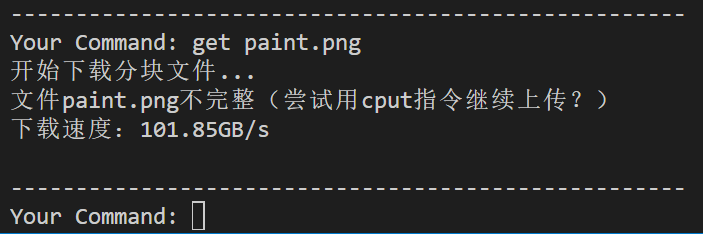 ----------------------------------------------------
Your Command: get paint.png
开始下载分块文件...
文件paint.png不完整（尝试用cput指令继续上传？）
下载速度：101.85GB/s
----------------------------------------------------
Your Command: